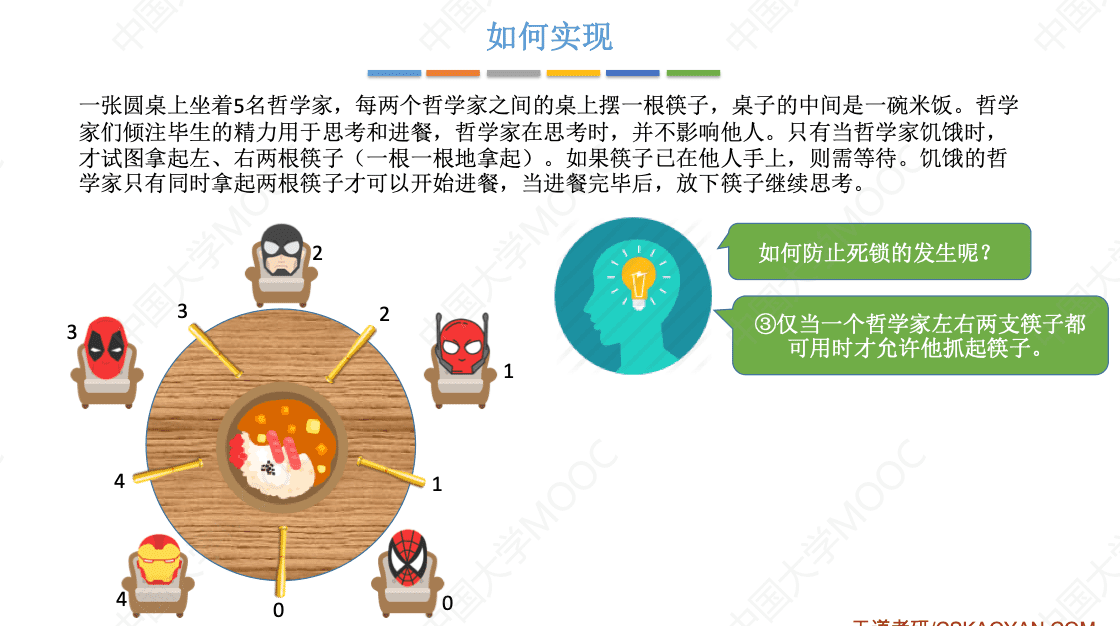 如何实现
一张圆桌上坐着5名哲学家，每两个哲学家之间的桌上摆一根筷子，桌子的中间是一碗米饭。哲学
家们倾注毕生的精力用于思考和进餐，哲学家在思考时，并不影响他人。只有当哲学家饥饿时，
才试图拿起左、右两根筷子（一根一根地拿起）。如果筷子已在他人手上，则需等待。饥饿的哲
学家只有同时拿起两根筷子才可以开始进餐，当进餐完毕后，放下筷子继续思考。
如何防止死锁的发生呢？
③仅当一个哲学家左右两支筷子都
可用时才允许他抓起筷子。
2
3
2
3
1
4
1
4
0
0
中国大学MOOC